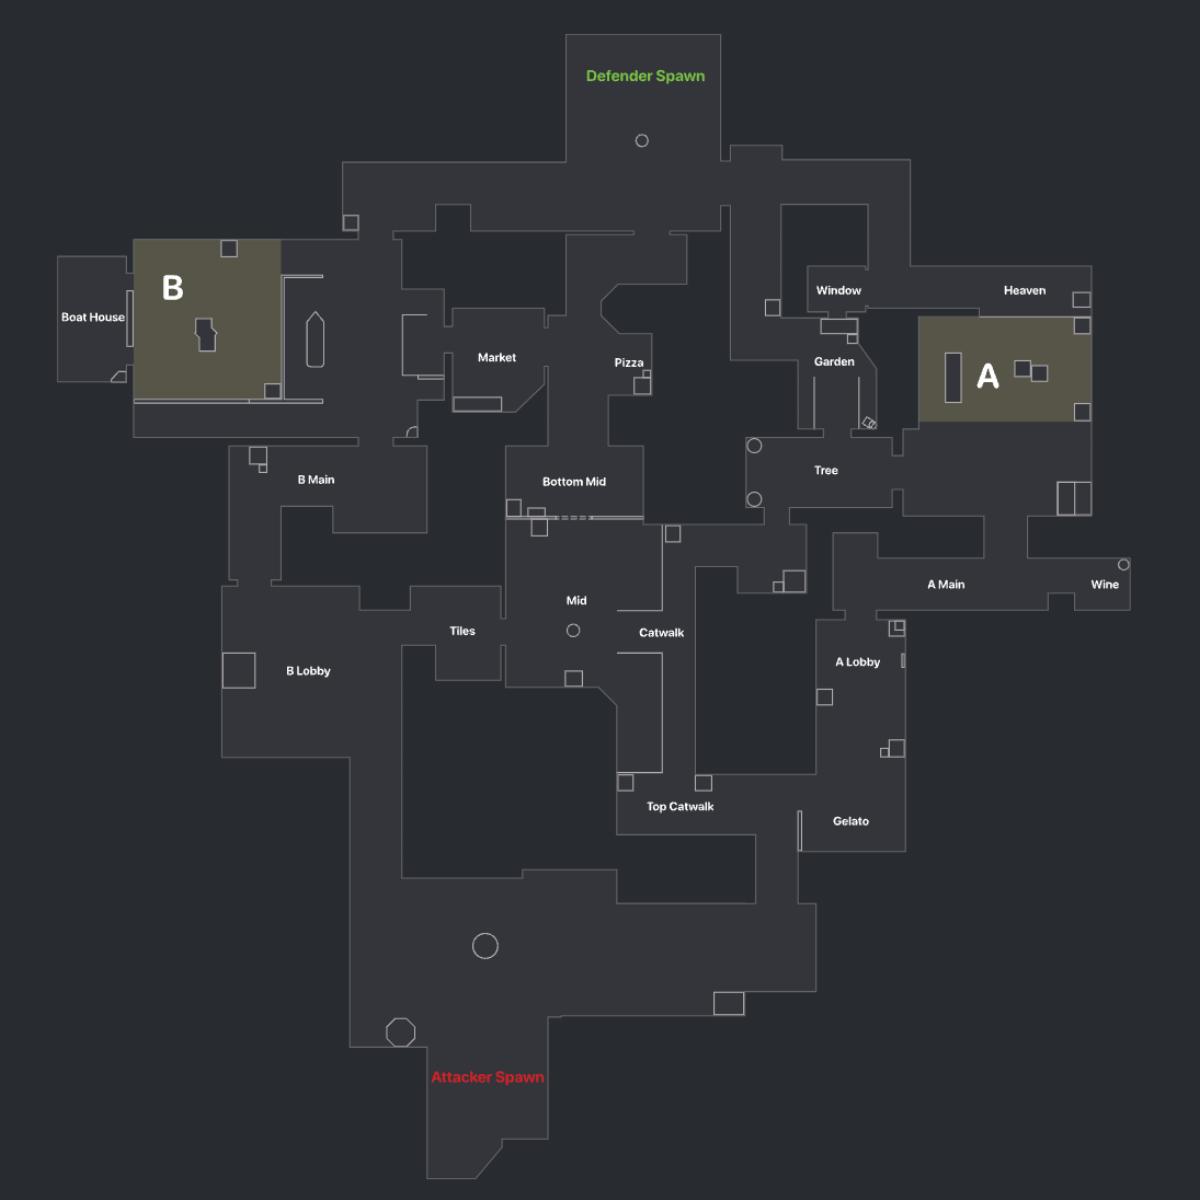 Defender Spawn
B
Window
Heaven
Boat House
Market
Pizza
Garden
A
Tree
B Main
Bottom Mid
A Main
Wine
Mid
Tiles
Catwalk
A Lobby
B Lobby
Top Catwalk
Gelato
Attacker Spawn